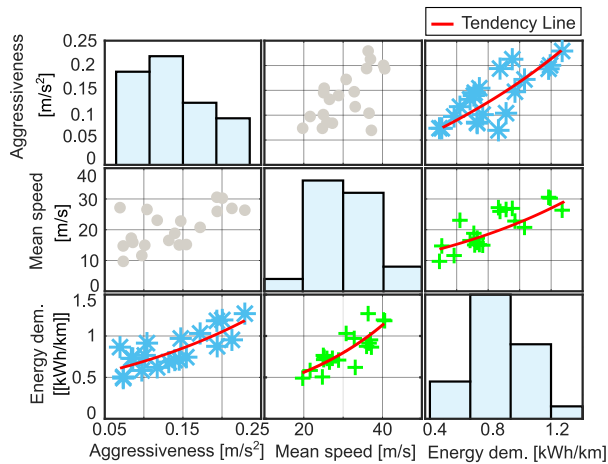 Tendency Line
Aggressiveness
[m/s²]
0.25
0.2
0.15
0.1
0.05
0
Mean speed
[m/s]
40
30
20
10
0
Energy dem.
[[kWh/km]]
1.5
1
0.5
0
0.05 0.15 0.25
20 40
0.4 0.8 1.2
Aggressiveness [m/s²] Mean speed [m/s] Energy dem. [kWh/km]